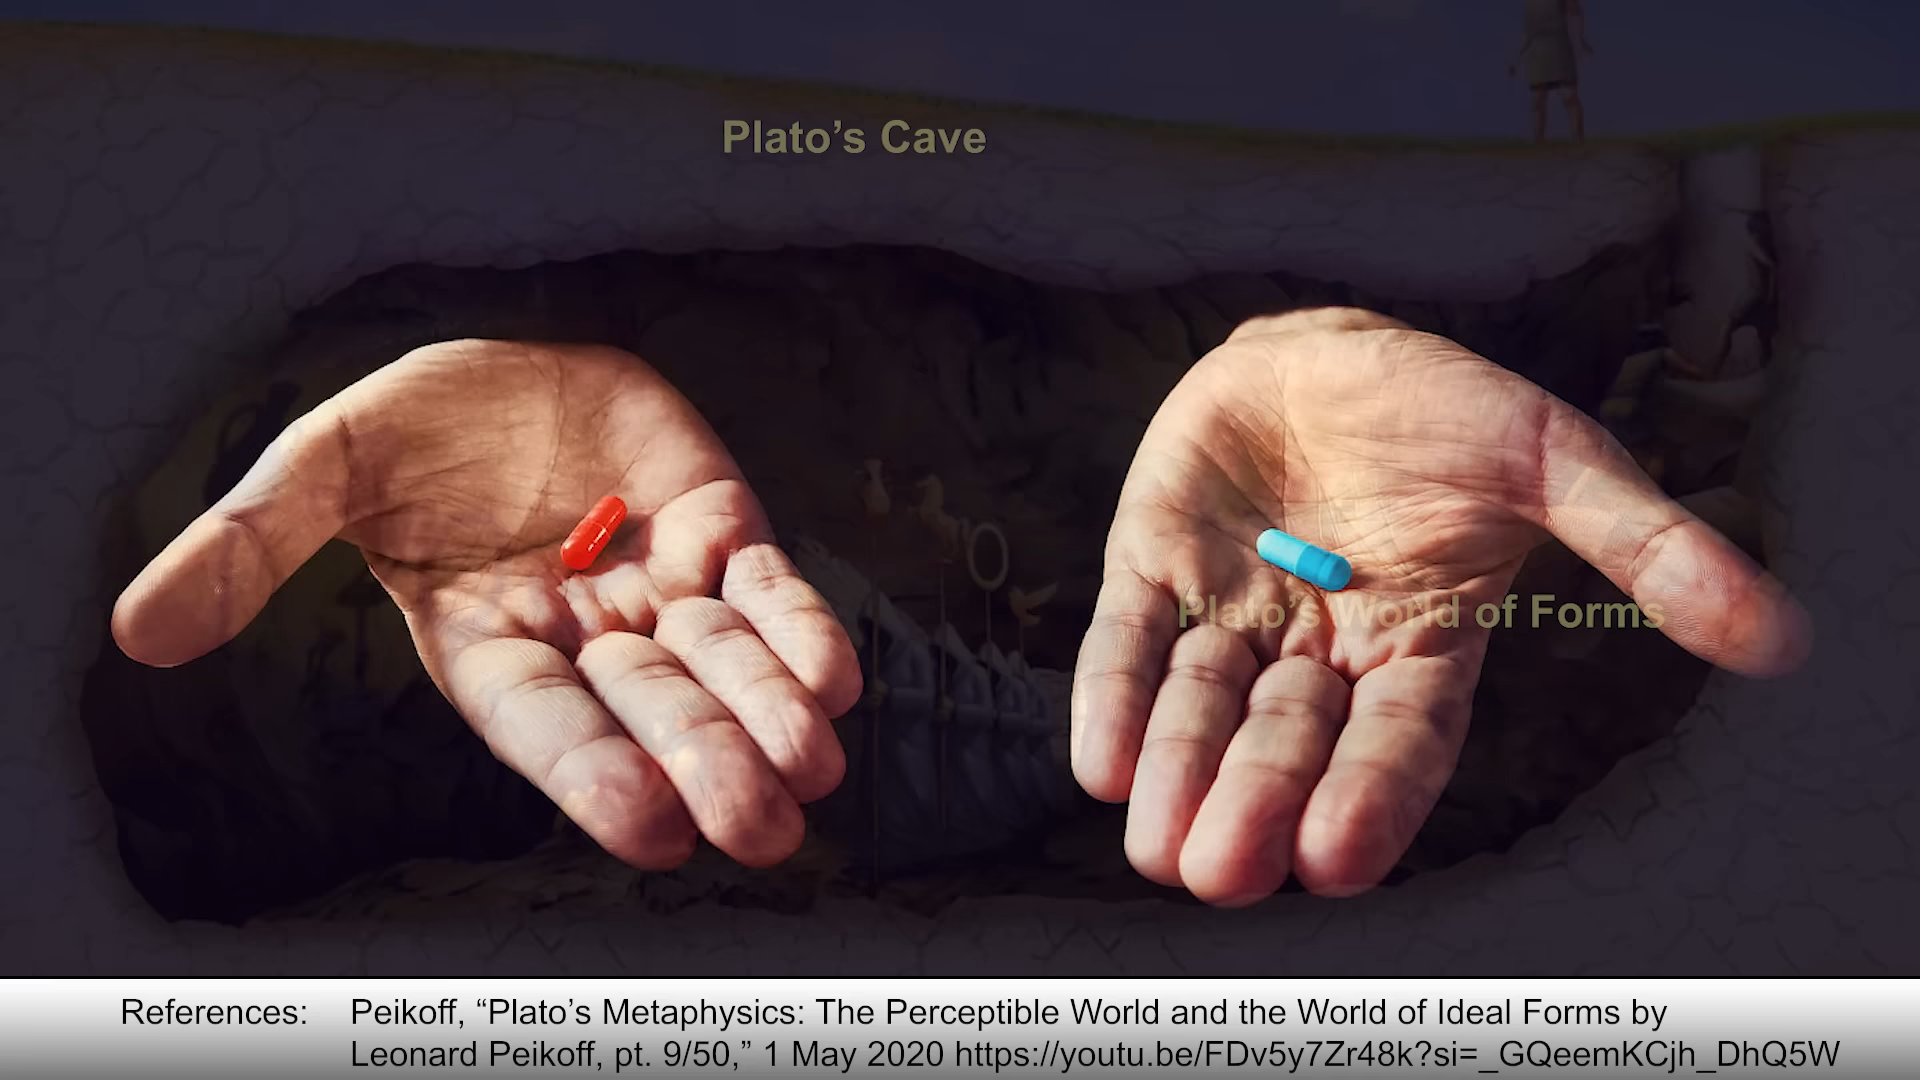 Plato’s Cave
Plato’s World of Forms
References: Peikoff, “Plato’s Metaphysics: The Perceptible World and the World of Ideal Forms by
Leonard Peikoff, pt. 9/50,” 1 May 2020 https://youtu.be/FDv5y7Zr48k?si=_GQeemKCjh_DhQ5W